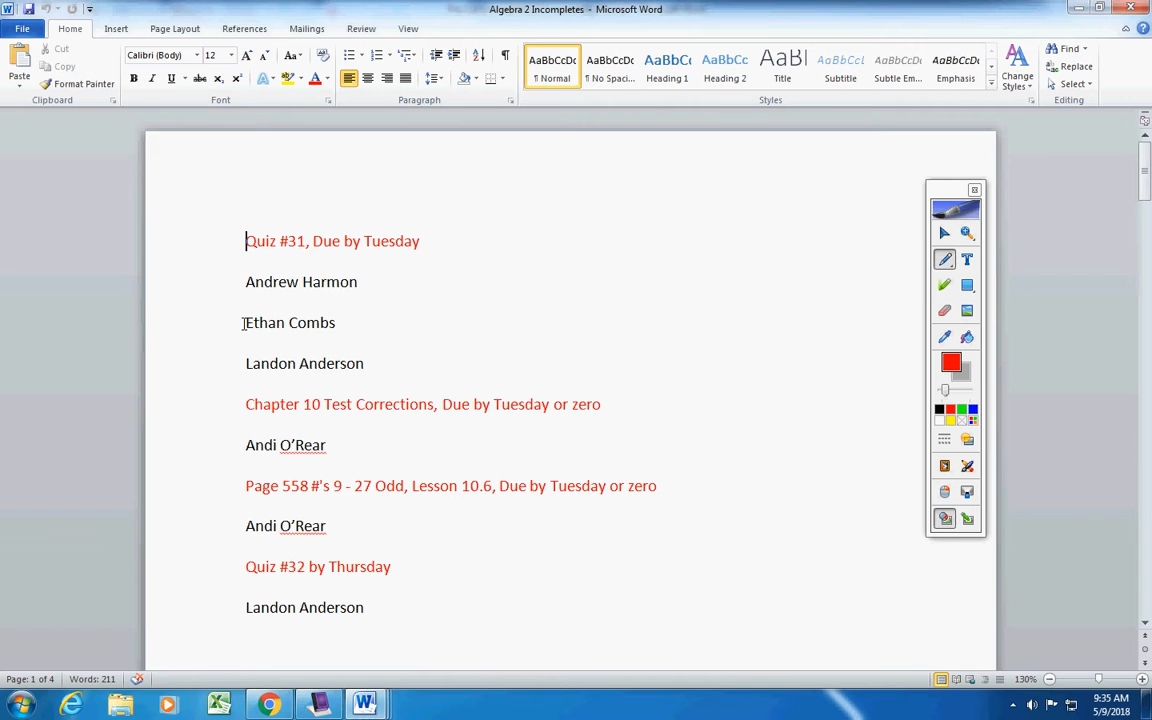 Algebra 2 Incompletes - Microsoft Word
File Home Insert Page Layout References Mailings Review View
Paste
Cut
Copy
Format Painter
Clipboard
Calibri (Body) 12
Font
Paragraph
AaBbCcDc AaBbCcDc AaBbC‹ AaBbCc AaBl AaBbCcL AaBbCcDc AaBbCcDc
¶ Normal ¶ No Spaci... Heading 1 Heading 2 Title Subtitle Subtle Em... Emphasis
Styles
Change Styles
Find
Replace
Select
Editing
Quiz #31, Due by Tuesday
Andrew Harmon
Ethan Combs
Landon Anderson
Chapter 10 Test Corrections, Due by Tuesday or zero
Andi O’Rear
Page 558 #'s 9 - 27 Odd, Lesson 10.6, Due by Tuesday or zero
Andi O’Rear
Quiz #32 by Thursday
Landon Anderson
Page: 1 of 4 Words: 211
130%
9:35 AM
5/9/2018